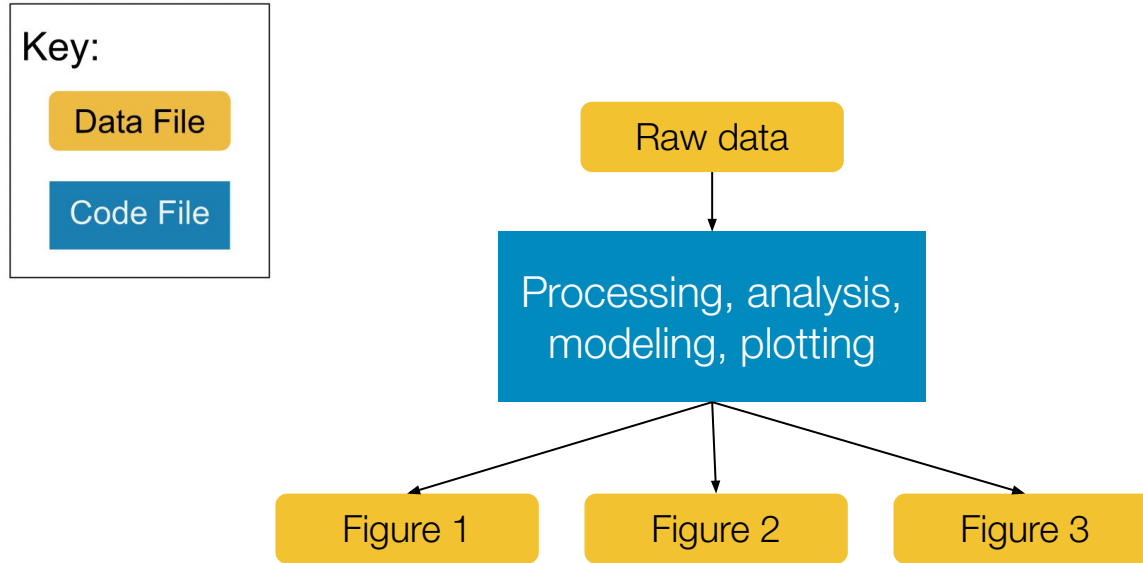 Key:
Data File
Code File
Raw data
Processing, analysis,
modeling, plotting
Figure 1
Figure 2
Figure 3